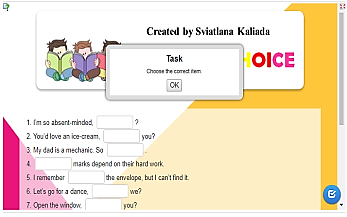 Created by Sviatlana Kaliada
Task
Choose the correct item.
OK
HOICE
1. I'm so absent-minded, ?
2. You'd love an ice-cream, you?
3. My dad is a mechanic. So .
4. marks depend on their hard work.
5. I remember the envelope, but I can't find it.
6. Let's go for a dance, we?
7. Open the window, you?